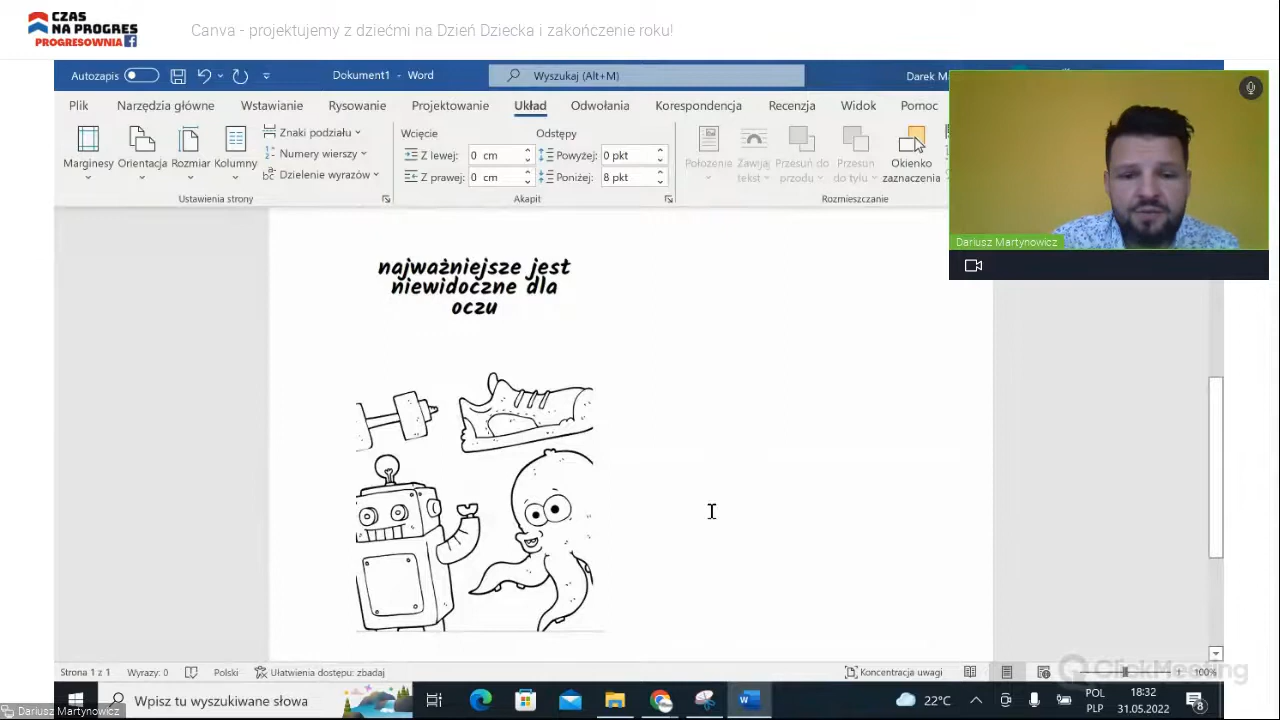 CZAS
NA PROGRES
PROGRESOWNIA
Canva - projektujemy z dziećmi na Dzień Dziecka i zakończenie roku!
Autozapis
Dokument1 - Word
Wyszukaj (Alt+M)
Darek M
Plik Narzędzia główne Wstawianie Rysowanie Projektowanie Układ Odwołania Korespondencja Recenzja Widok Pomoc
Marginesy Orientacja Rozmiar Kolumny
Znaki podziału
Numery wierszy
Dzielenie wyrazów
Ustawienia strony
Wcięcie Odstępy
Z lewej: 0 cm Powyżej: 0 pkt
Z prawej: 0 cm Poniżej: 8 pkt
Akapit
Położenie Zawijaj tekst Przesuń do przodu Przesuń do tyłu Okienko zaznaczenia
Rozmieszczanie
Dariusz Martynowicz
najważniejsze jest
niewidoczne dla
oczu
Strona 1 z 1 Wyrazy: 0 Polski Ułatwienia dostępu: zbadaj Koncentracja uwagi 100%
ClickMeeting
Wpisz tu wyszukiwane słowa
22°C
POL
PLP
18:32
31.05.2022
8
Dariusz Martynowicz